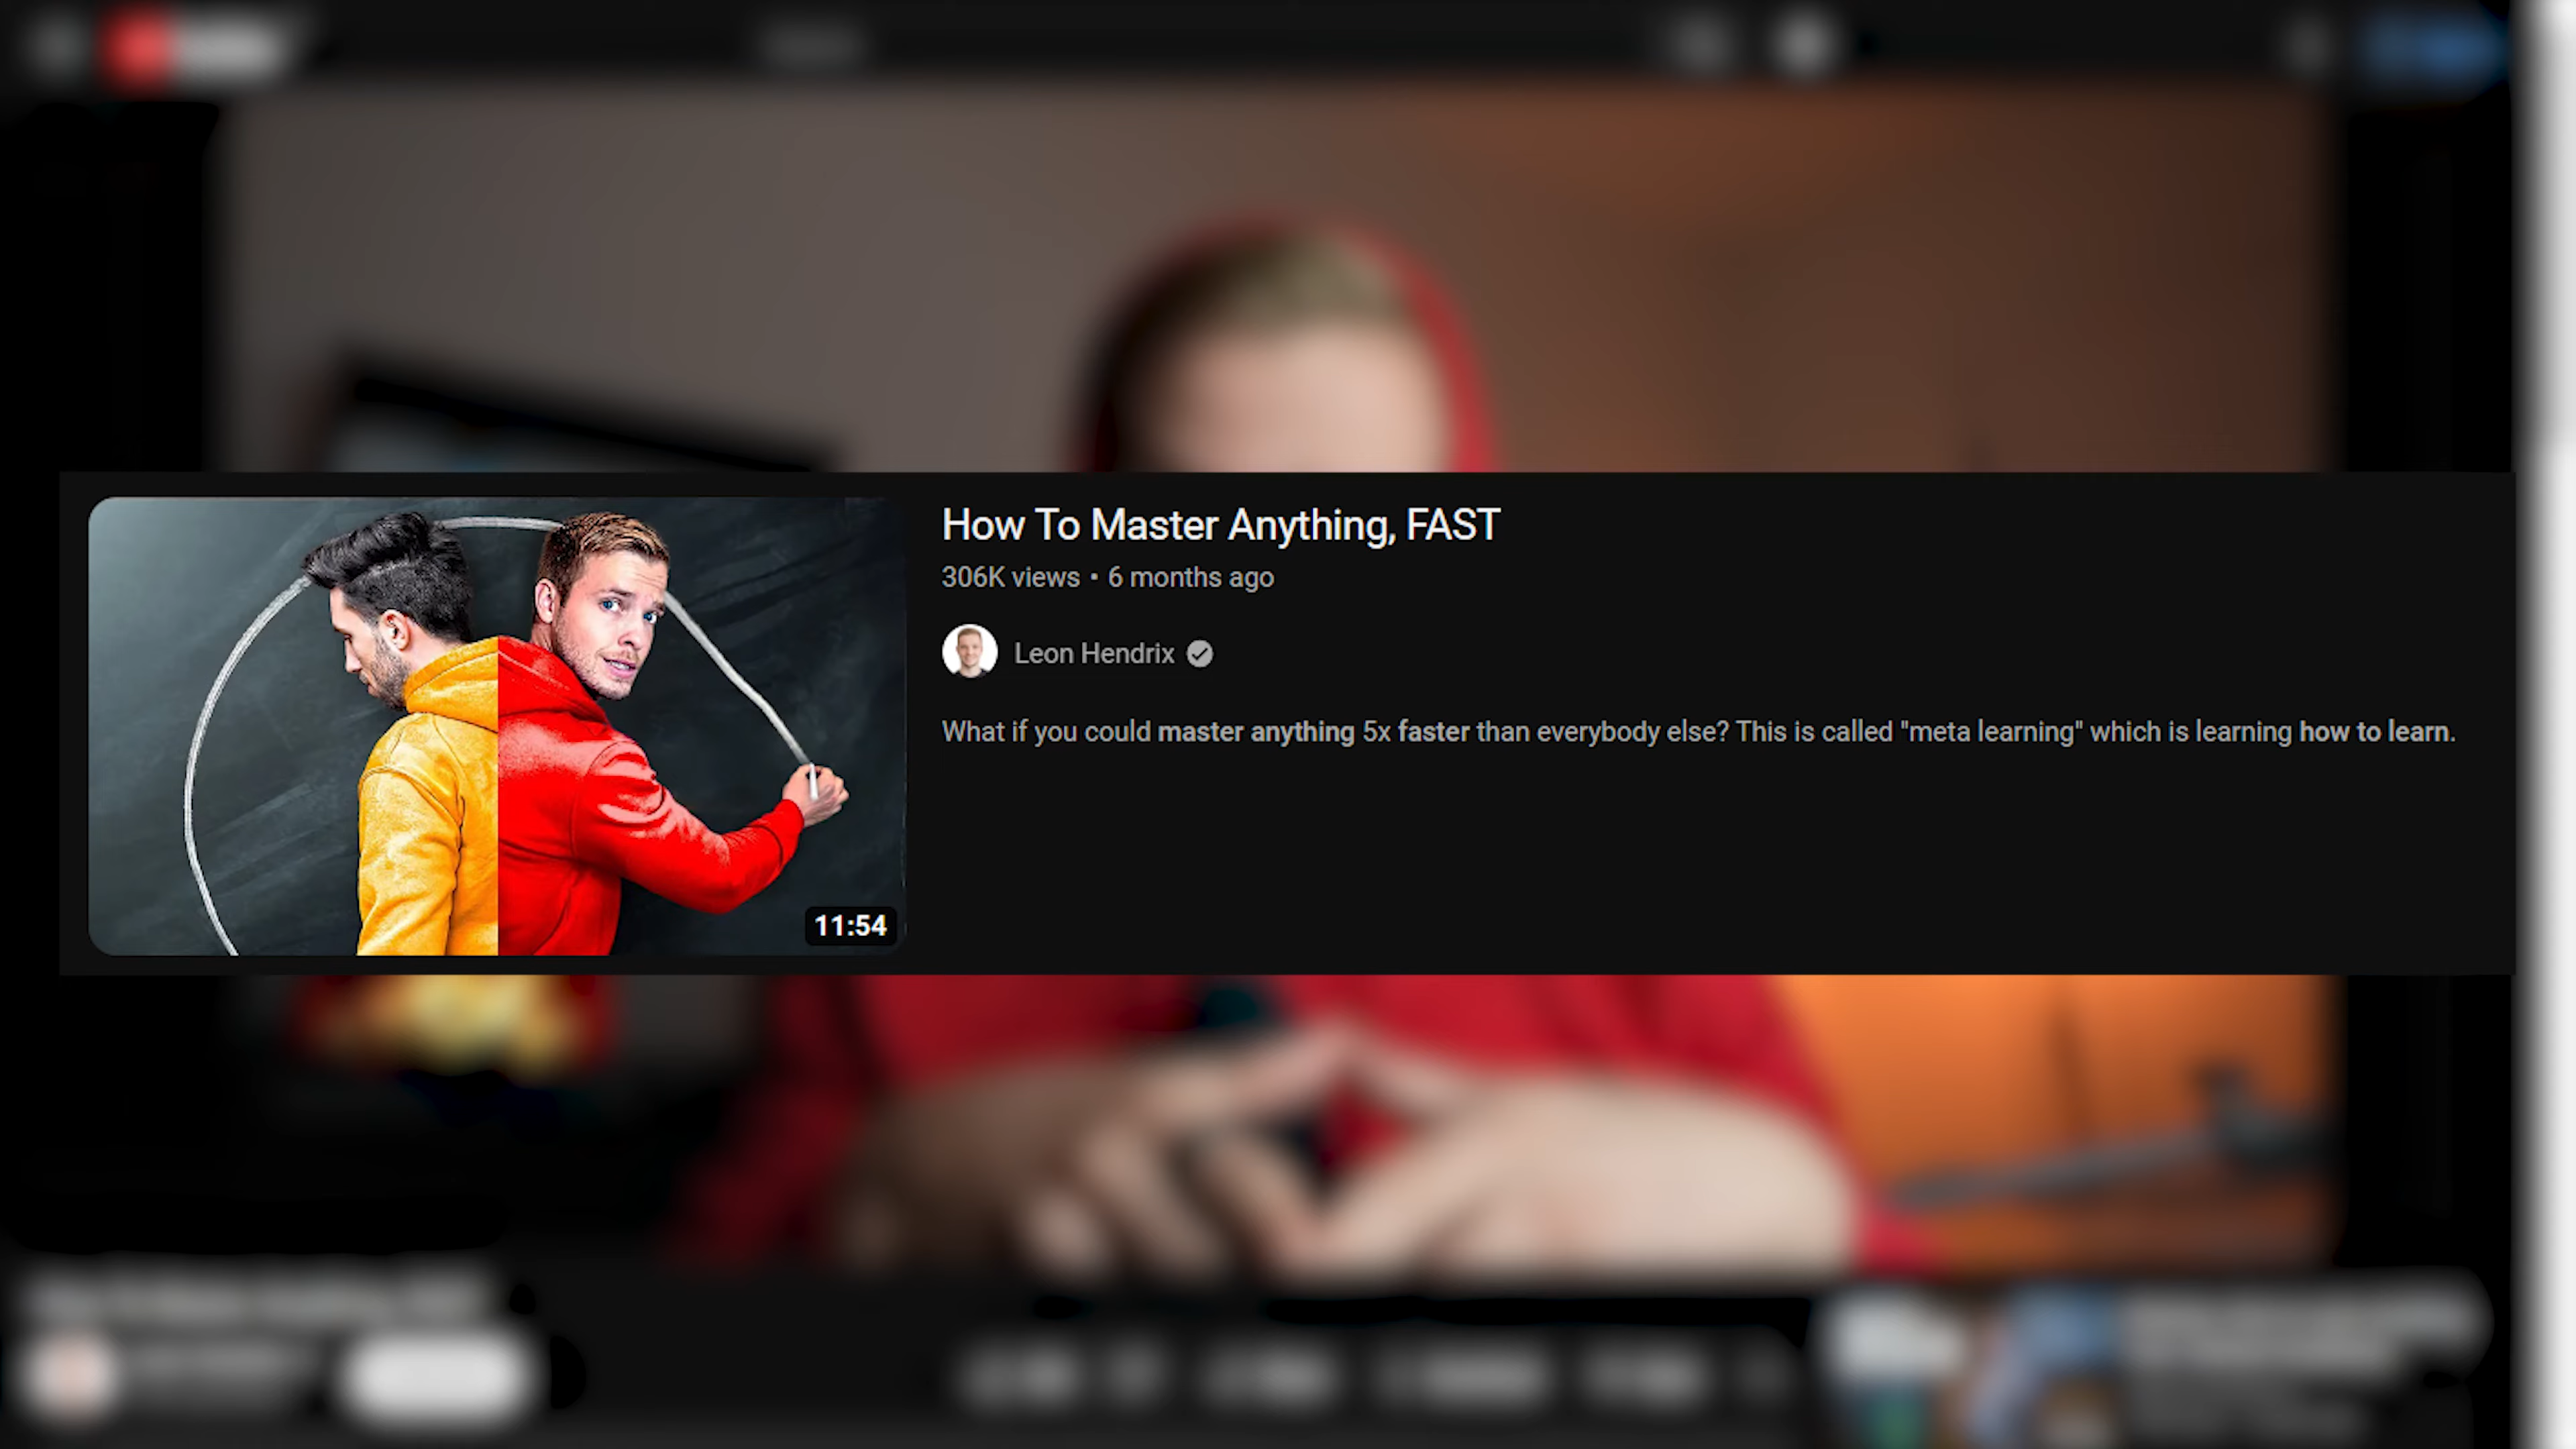 How To Master Anything, FAST
306K views • 6 months ago
Leon Hendrix
What if you could master anything 5x faster than everybody else? This is called "meta learning" which is learning how to learn.
11:54